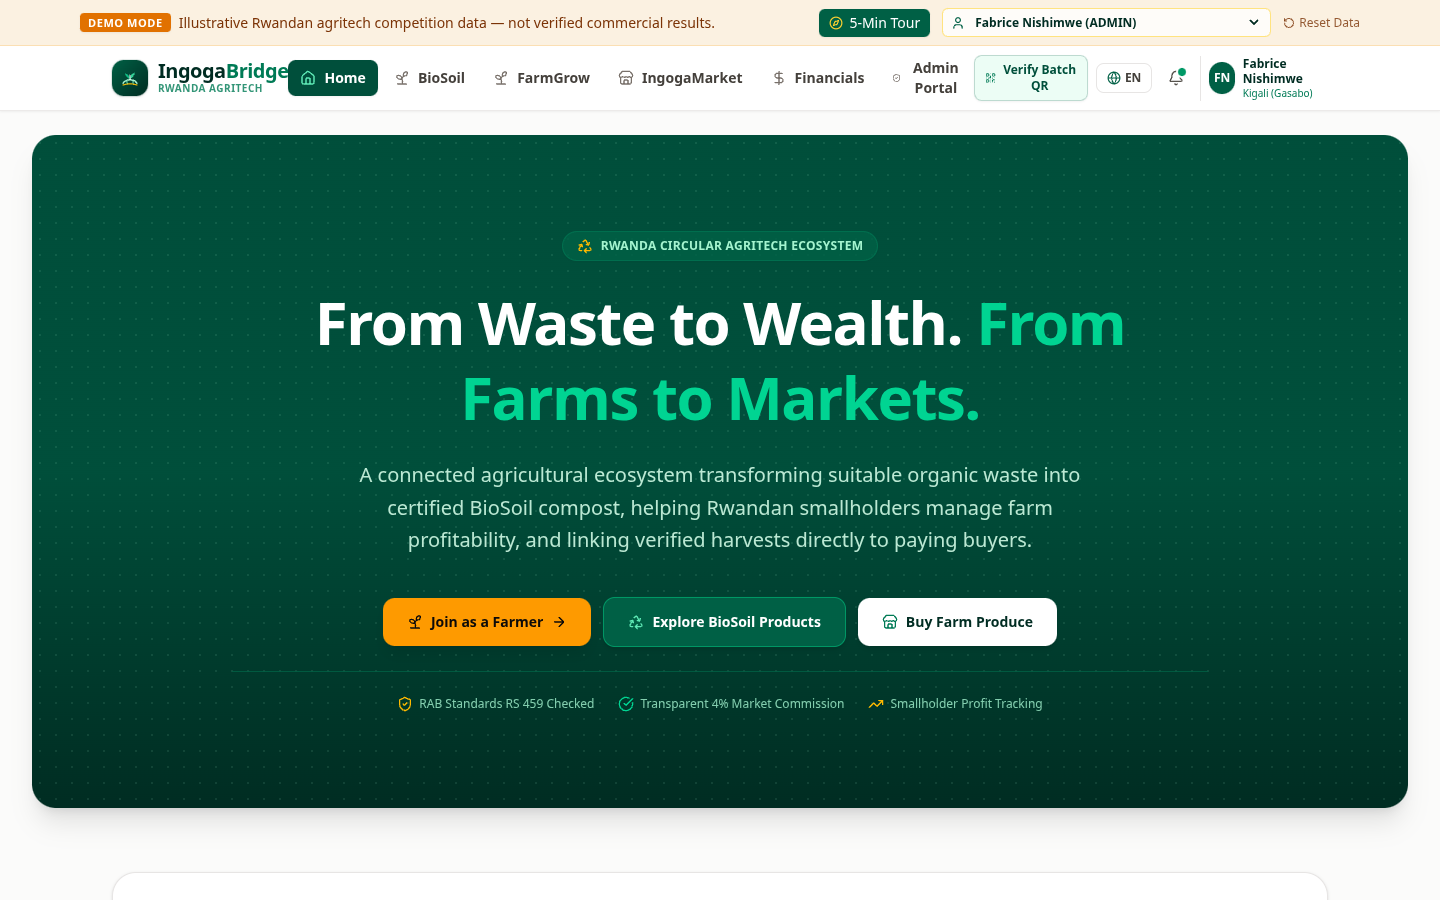 DEMO MODE Illustrative Rwandan agritech competition data — not verified commercial results. 5-Min Tour Fabrice Nishimwe (ADMIN) Reset Data
IngogaBridge
RWANDA AGRITECH
Home BioSoil FarmGrow IngogaMarket Financials
Admin
Portal
Verify Batch
QR
EN
FN
Fabrice
Nishimwe
Kigali (Gasabo)
RWANDA CIRCULAR AGRITECH ECOSYSTEM
From Waste to Wealth. From
Farms to Markets.
A connected agricultural ecosystem transforming suitable organic waste into
certified BioSoil compost, helping Rwandan smallholders manage farm
profitability, and linking verified harvests directly to paying buyers.
Join as a Farmer Explore BioSoil Products Buy Farm Produce
RAB Standards RS 459 Checked Transparent 4% Market Commission Smallholder Profit Tracking